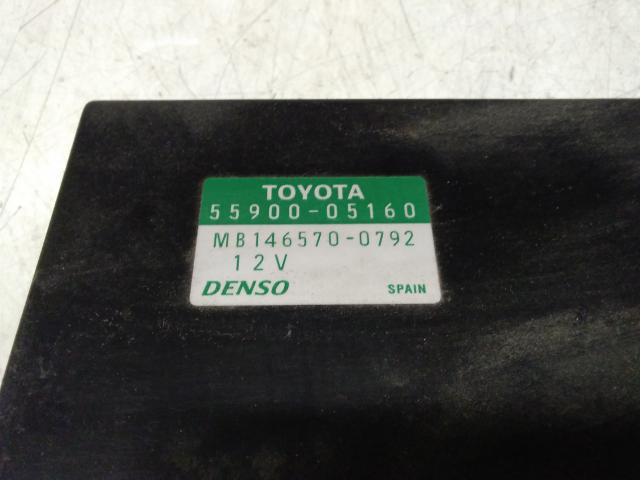 TOYOTA
55900-05160
MB146570-0792
12V
DENSO SPAIN